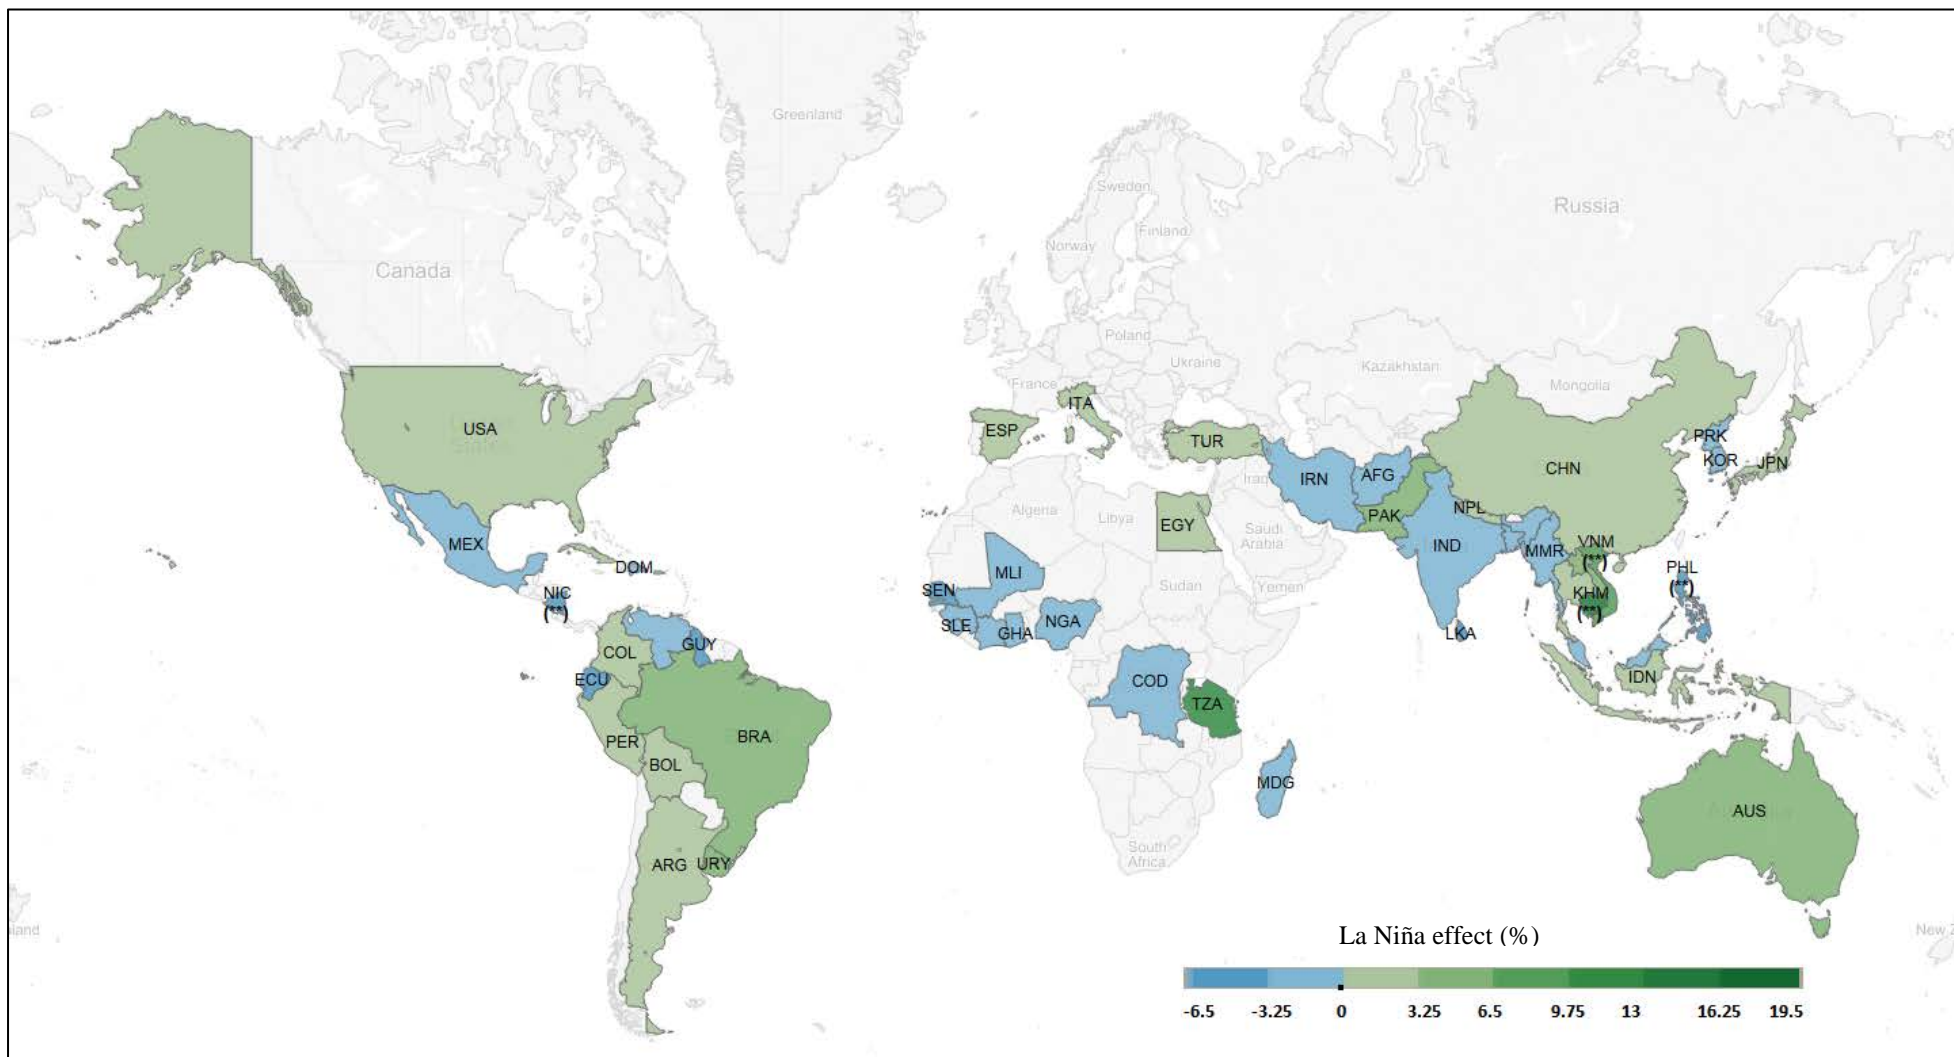 Greenland
Sweden
Russia
Finland
Norway
Canada
Poland
Ukraine
Kazakhstan
France
Mongolia
ITA
USA
ESP
TUR
PRK
KOR
JPN
CHN
IRN
AFG
Iraq
Algeria
Libya
NPL
PAK
EGY
Saudi
Arabia
MEX
IND
MMR
VNM
(**)
DOM
MLI
Sudan
Yemen
PHL
(**)
NIC
(**)
SEN
KHM
(**)
SLE
GHA
NGA
LKA
GUY
COL
ECU
COD
IDN
TZA
BRA
PER
BOL
MDG
AUS
South
Africa
ARG
URY
La Niña effect (%)
-6.5 -3.25 0 3.25 6.5 9.75 13 16.25 19.5